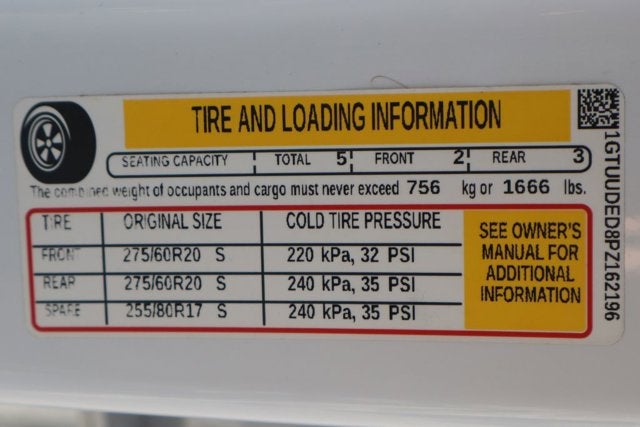 TIRE AND LOADING INFORMATION
SEATING CAPACITY TOTAL 5 FRONT 2 REAR 3
The combined weight of occupants and cargo must never exceed 756 kg or 1666 lbs.
TIRE ORIGINAL SIZE COLD TIRE PRESSURE
FRONT 275/60R20 S 220 kPa, 32 PSI
REAR 275/60R20 S 240 kPa, 35 PSI
SPARE 255/80R17 S 240 kPa, 35 PSI
SEE OWNER'S
MANUAL FOR
ADDITIONAL
INFORMATION
1GTUUDED8PZ162196